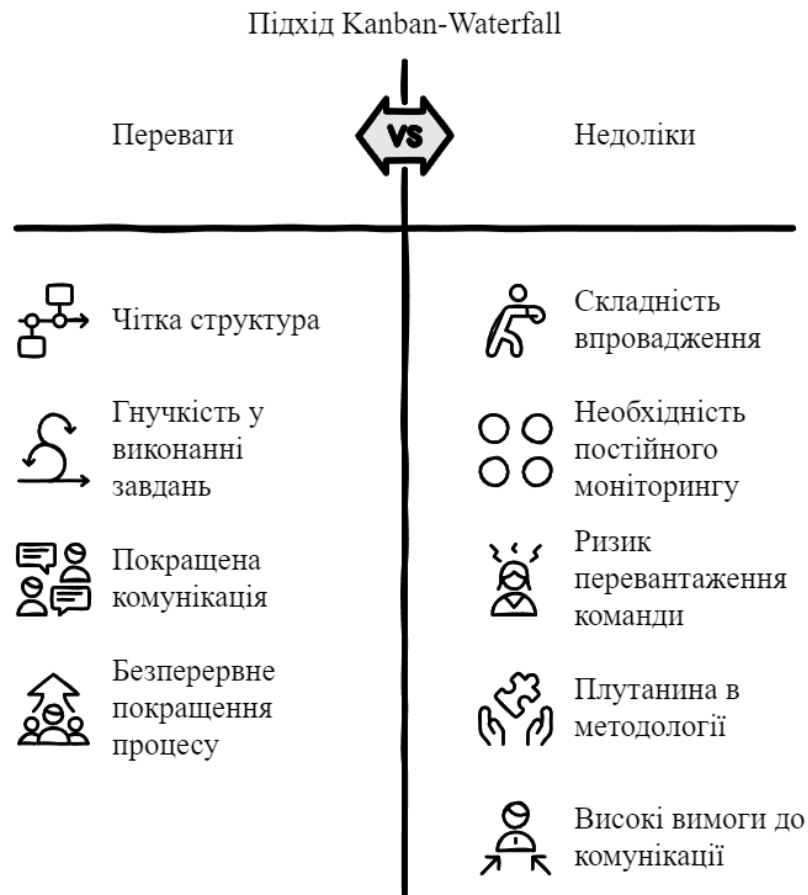 Підхід Kanban-Waterfall
Переваги
VS
Недоліки
Чітка структура
Гнучкість у
виконанні
завдань
Покращена
комунікація
Безперервне
покращення
процесу
Складність
впровадження
Необхідність
постійного
моніторингу
Ризик
перевантаження
команди
Плутанина в
методології
Високі вимоги до
комунікації